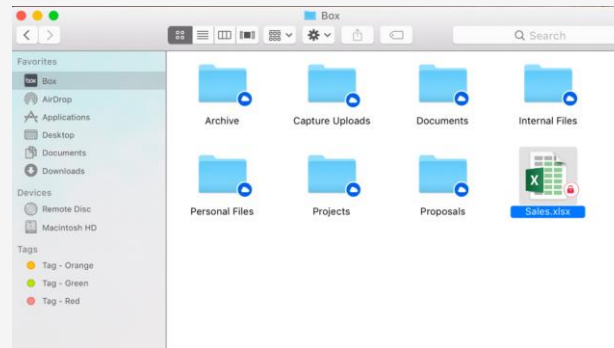 Box
Search
Favorites
box Box
AirDrop
Applications
Desktop
Documents
Downloads
Devices
Remote Disc
Macintosh HD
Tags
Tag - Orange
Tag - Green
Tag - Red
Archive
Capture Uploads
Documents
Internal Files
Personal Files
Projects
Proposals
X
Sales.xlsx